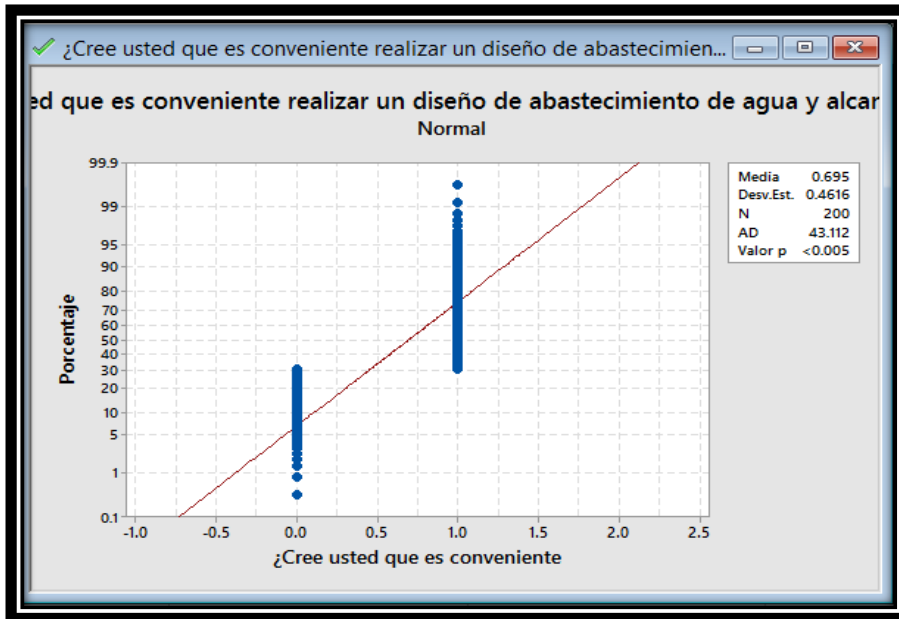 ¿Cree usted que es conveniente realizar un diseño de abastecimien...
ed que es conveniente realizar un diseño de abastecimiento de agua y alcar
Normal
Media 0.695
Desv.Est. 0.4616
N 200
AD 43.112
Valor p <0.005
Porcentaje
99.9
99
95
90
80
70
60
50
40
30
20
10
5
1
0.1
-1.0 -0.5 0.0 0.5 1.0 1.5 2.0 2.5
¿Cree usted que es conveniente